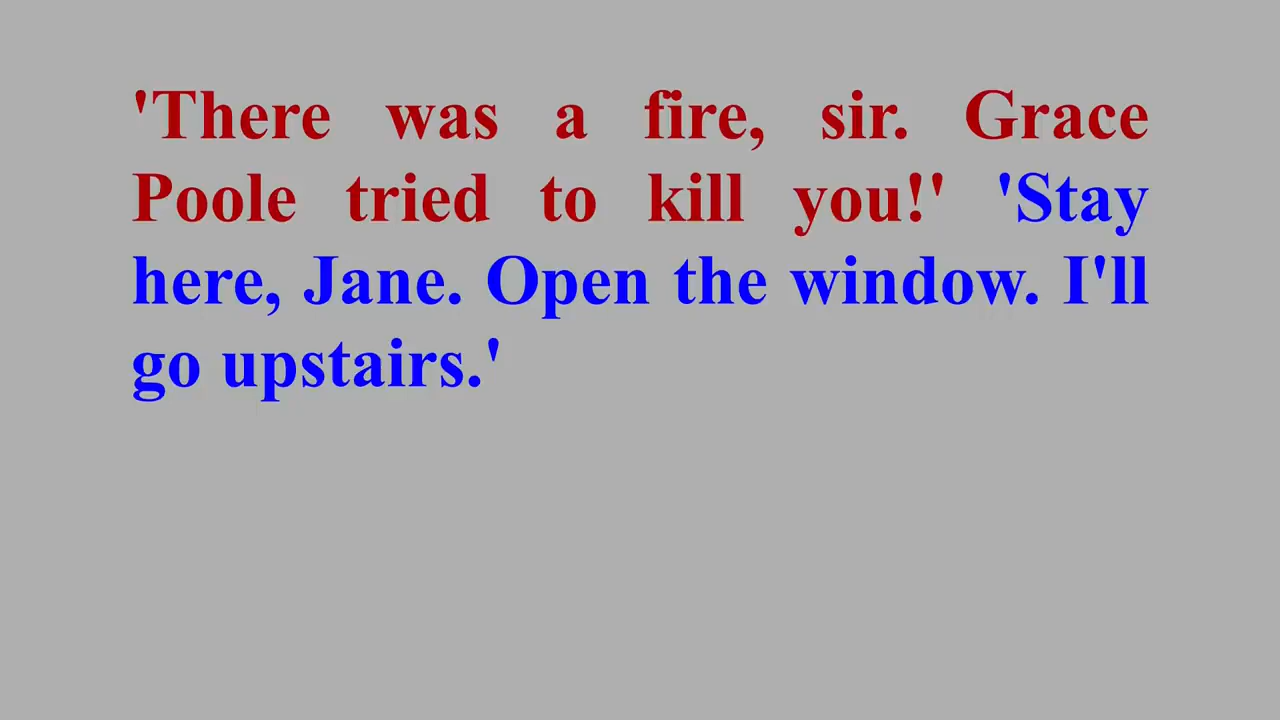 'There was a fire, sir. Grace
Poole tried to kill you!' 'Stay
here, Jane. Open the window. I'll
go upstairs.'